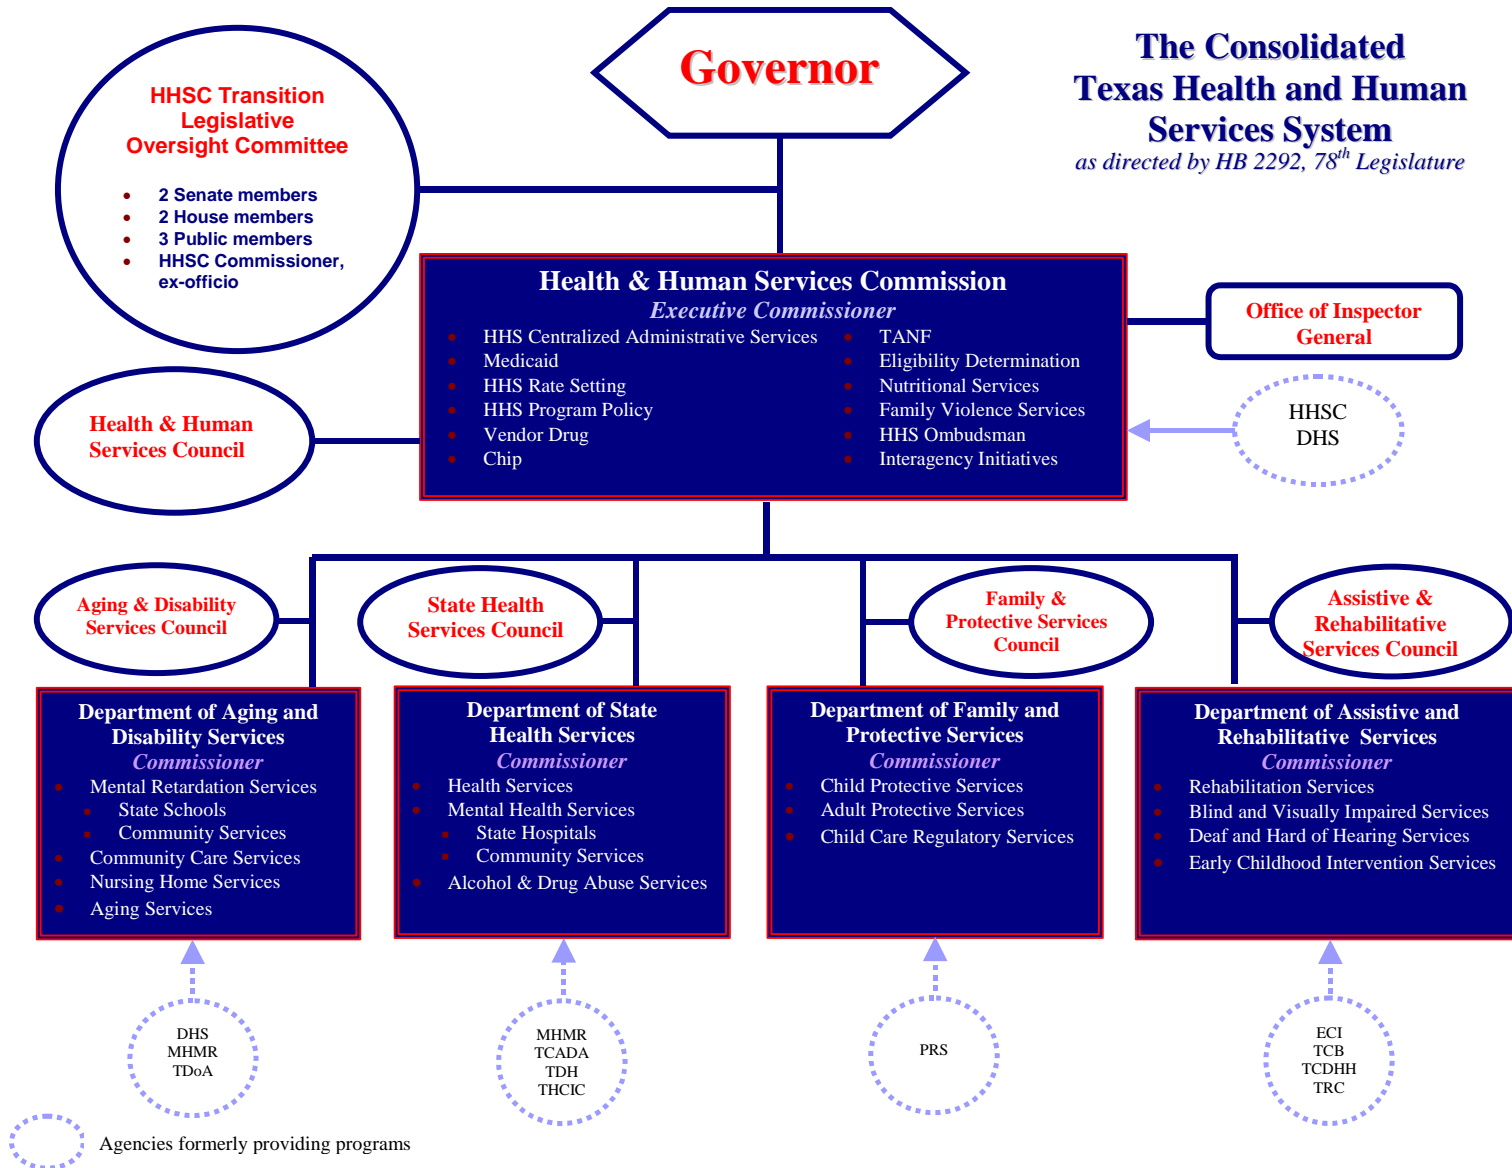 Governor
The Consolidated
Texas Health and Human
Services System
as directed by HB 2292, 78th Legislature
HHSC Transition
Legislative
Oversight Committee
• 2 Senate members
• 2 House members
• 3 Public members
• HHSC Commissioner,
ex-officio
Health & Human Services Commission
Executive Commissioner
• HHS Centralized Administrative Services
• Medicaid
• HHS Rate Setting
• HHS Program Policy
• Vendor Drug
• Chip
• TANF
• Eligibility Determination
• Nutritional Services
• Family Violence Services
• HHS Ombudsman
• Interagency Initiatives
Office of Inspector
General
Health & Human
Services Council
HHSC
DHS
Aging & Disability
Services Council
State Health
Services Council
Family &
Protective Services
Council
Assistive &
Rehabilitative
Services Council
Department of Aging and
Disability Services
Commissioner
• Mental Retardation Services
▪ State Schools
▪ Community Services
• Community Care Services
• Nursing Home Services
• Aging Services
Department of State
Health Services
Commissioner
• Health Services
• Mental Health Services
▪ State Hospitals
▪ Community Services
• Alcohol & Drug Abuse Services
Department of Family and
Protective Services
Commissioner
• Child Protective Services
• Adult Protective Services
• Child Care Regulatory Services
Department of Assistive and
Rehabilitative Services
Commissioner
• Rehabilitation Services
• Blind and Visually Impaired Services
• Deaf and Hard of Hearing Services
• Early Childhood Intervention Services
DHS
MHMR
TDoA
MHMR
TCADA
TDH
THCIC
PRS
ECI
TCB
TCDHH
TRC
Agencies formerly providing programs